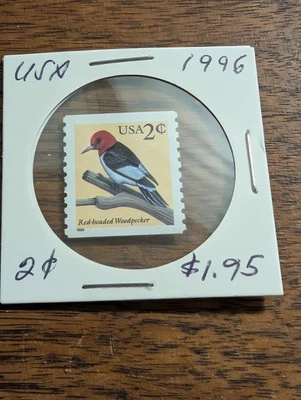 USA 1996
USA 2¢
Red-headed Woodpecker
2¢ $1.95